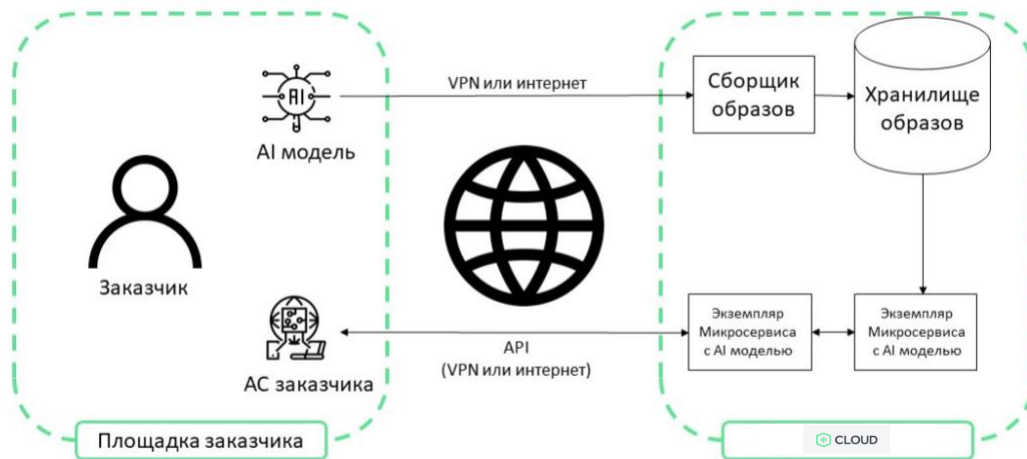 AI модель
Заказчик
АС заказчика
Площадка заказчика
VPN или интернет
API
(VPN или интернет)
Сборщик
образов
Хранилище
образов
Экземпляр
Микросервиса
с AI моделью
Экземпляр
Микросервиса
с AI моделью
CLOUD